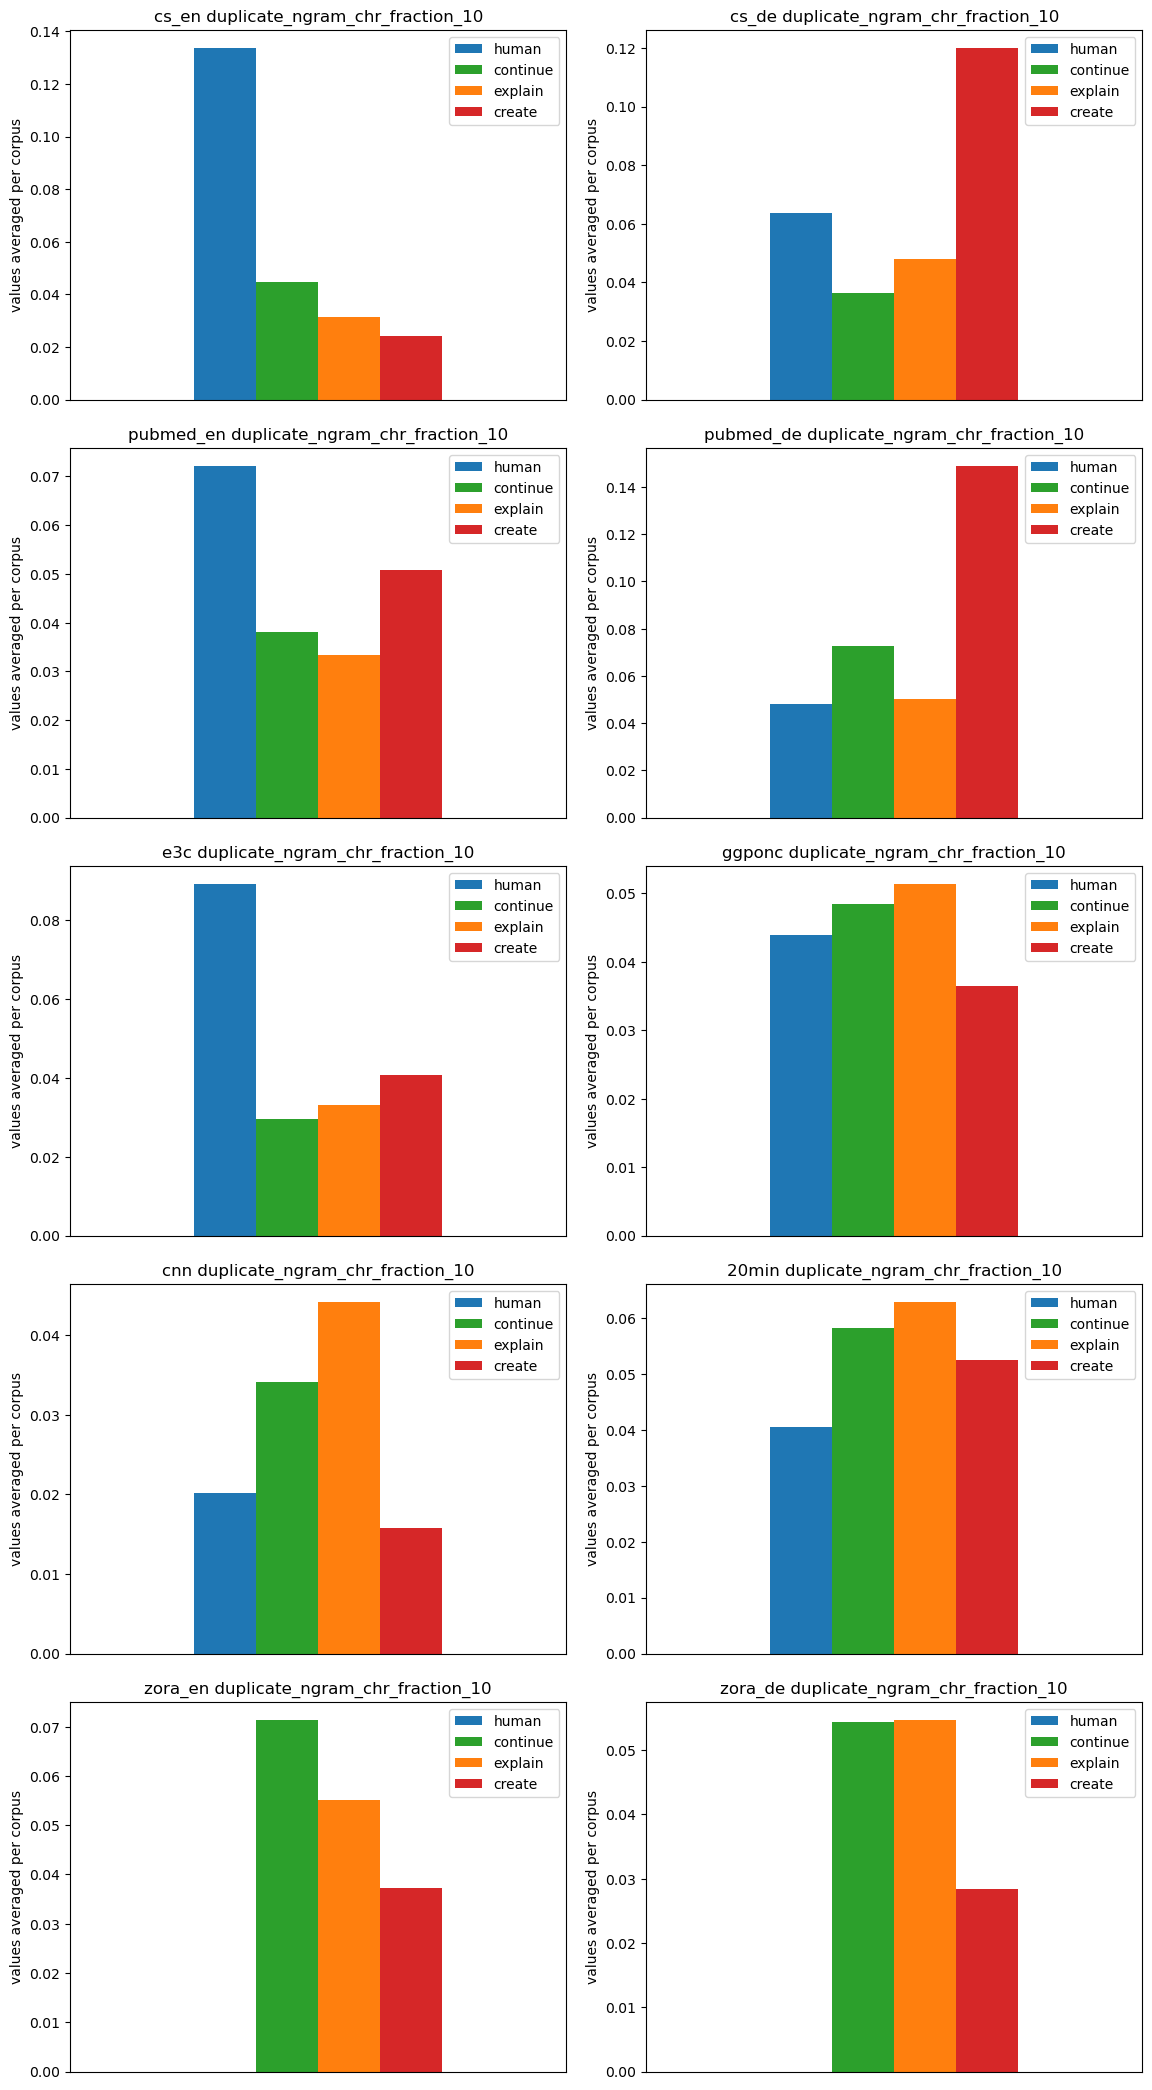 cs_en duplicate_ngram_chr_fraction_10
values averaged per corpus
0.14
0.12
0.10
0.08
0.06
0.04
0.02
0.00
human
continue
explain
create
cs_de duplicate_ngram_chr_fraction_10
values averaged per corpus
0.12
0.10
0.08
0.06
0.04
0.02
0.00
human
continue
explain
create
pubmed_en duplicate_ngram_chr_fraction_10
values averaged per corpus
0.07
0.06
0.05
0.04
0.03
0.02
0.01
0.00
human
continue
explain
create
pubmed_de duplicate_ngram_chr_fraction_10
values averaged per corpus
0.14
0.12
0.10
0.08
0.06
0.04
0.02
0.00
human
continue
explain
create
e3c duplicate_ngram_chr_fraction_10
values averaged per corpus
0.08
0.06
0.04
0.02
0.00
human
continue
explain
create
ggponc duplicate_ngram_chr_fraction_10
values averaged per corpus
0.05
0.04
0.03
0.02
0.01
0.00
human
continue
explain
create
cnn duplicate_ngram_chr_fraction_10
values averaged per corpus
0.04
0.03
0.02
0.01
0.00
human
continue
explain
create
20min duplicate_ngram_chr_fraction_10
values averaged per corpus
0.06
0.05
0.04
0.03
0.02
0.01
0.00
human
continue
explain
create
zora_en duplicate_ngram_chr_fraction_10
values averaged per corpus
0.07
0.06
0.05
0.04
0.03
0.02
0.01
0.00
human
continue
explain
create
zora_de duplicate_ngram_chr_fraction_10
values averaged per corpus
0.05
0.04
0.03
0.02
0.01
0.00
human
continue
explain
create